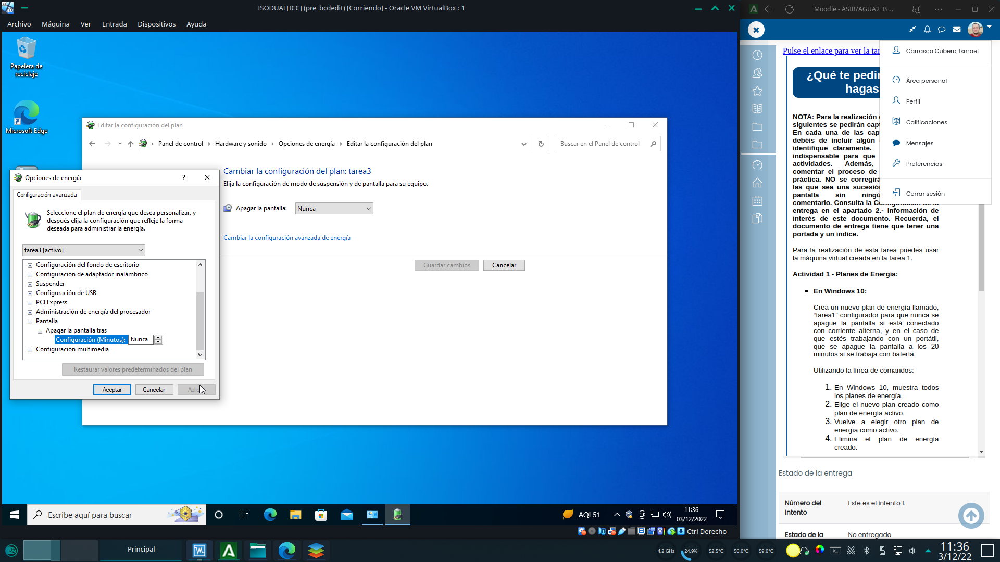 ISODUAL[ICC] (pre_bcdedit) [Corriendo] - Oracle VM VirtualBox : 1
Archivo Máquina Ver Entrada Dispositivos Ayuda
Papelera de
reciclaje
Microsoft Edge
Editar la configuración del plan
Panel de control › Hardware y sonido › Opciones de energía › Editar la configuración del plan
Buscar en el Panel de control
Cambiar la configuración del plan: tarea3
Elija la configuración de modo de suspensión y de pantalla para su equipo.
Apagar la pantalla: Nunca
Cambiar la configuración avanzada de energía
Guardar cambios Cancelar
Opciones de energía ?
Configuración avanzada
Seleccione el plan de energía que desea personalizar, y
después elija la configuración que refleje la forma
deseada para administrar la energía.
tarea3 [activo]
Configuración del fondo de escritorio
Configuración de adaptador inalámbrico
Suspender
Configuración de USB
PCI Express
Administración de energía del procesador
Pantalla
Apagar la pantalla tras
Configuración (Minutos): Nunca
Configuración multimedia
Restaurar valores predeterminados del plan
Aceptar Cancelar
Escribe aquí para buscar
AQI 51
11:36
03/12/2022
Ctrl Derecho
Moodle - ASIR/AGUA2_IS...
Pulse el enlace para ver la tar
¿Qué te pedir
hagas
NOTA: Para la realización
siguientes se pedirán capt
En cada una de las cap
debéis de incluir algún
identifique claramente.
indispensable para que
actividades. Además,
comentar el proceso de
práctica. NO se corregirá
las que sea una sucesión
pantalla sin ningú
comentario. Consulta la Configuración de la
entrega en el apartado 2.- Información de
interés de este documento. Recuerda, el
documento de entrega tiene que tener una
portada y un índice.
Para la realización de esta tarea puedes usar
la máquina virtual creada en la tarea 1.
Actividad 1 - Planes de Energía:
En Windows 10:
Crea un nuevo plan de energía llamado,
“tarea1” configurador para que nunca se
apague la pantalla si está conectado
con corriente alterna, y en el caso de
que estés trabajando con un portátil,
que se apague la pantalla a los 20
minutos si se trabaja con batería.
Utilizando la línea de comandos:
1. En Windows 10, muestra todos
los planes de energía.
2. Elige el nuevo plan creado como
plan de energía activo.
3. Vuelve a elegir otro plan de
energía como activo.
4. Elimina el plan de energía
creado.
Carrasco Cubero, Ismael
Área personal
Perfil
Calificaciones
Mensajes
Preferencias
Cerrar sesión
Estado de la entrega
Número del
Intento
Este es el intento 1.
Estado de la
No entregado
Principal
4,2 GHz
24,9%
52,5°C
56,0°C
59,0°C
11:36
3/12/22